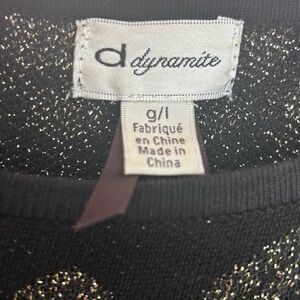 d dynamite
g/l
Fabriqué
en Chine
Made in
China